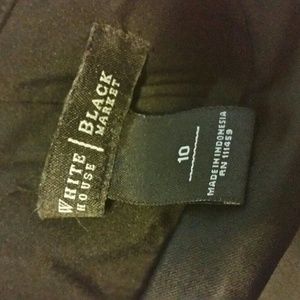 WHITE | BLACK
HOUSE | MARKET
10
MADE IN INDONESIA
RN 111459